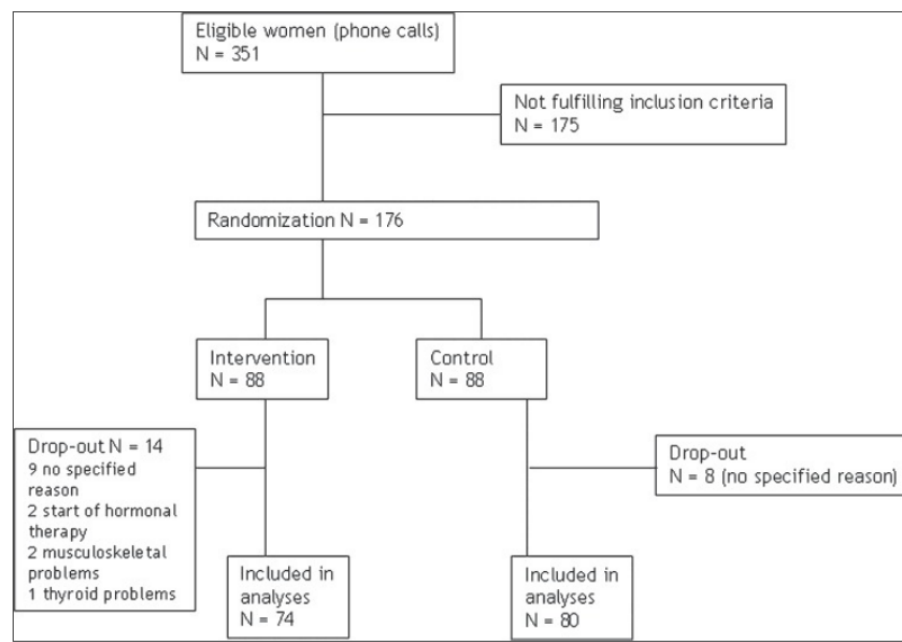 Eligible women (phone calls)
N = 351
Not fulfilling inclusion criteria
N = 175
Randomization N = 176
Intervention
N = 88
Control
N = 88
Drop-out N = 14
9 no specified
reason
2 start of hormonal
therapy
2 musculoskeletal
problems
1 thyroid problems
Drop-out
N = 8 (no specified reason)
Included in
analyses
N = 74
Included in
analyses
N = 80